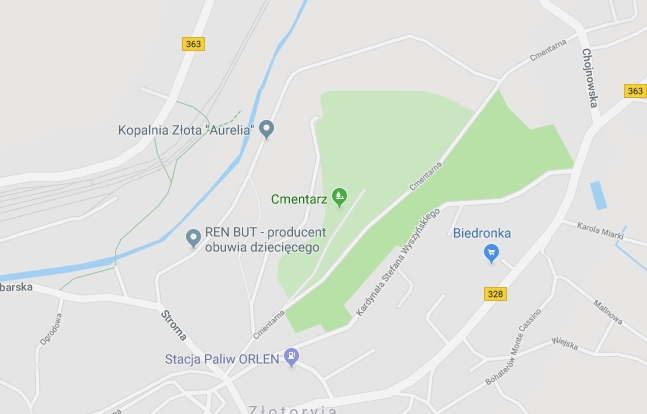 363
Cmentarna
Chojnowska
363
Kopalnia Złota "Aurelia"
Cmentarna
Cmentarz
Kardynała Stefana Wyszyńskiego
Biedronka
Karola Miarki
REN BUT - producent
obuwia dziecięcego
barska
328
Malinowa
Stroma
Cmentarna
Ogrodowa
Bohaterów Monte Cassino
Wiejska
Stacja Paliw ORLEN
Złotoryja